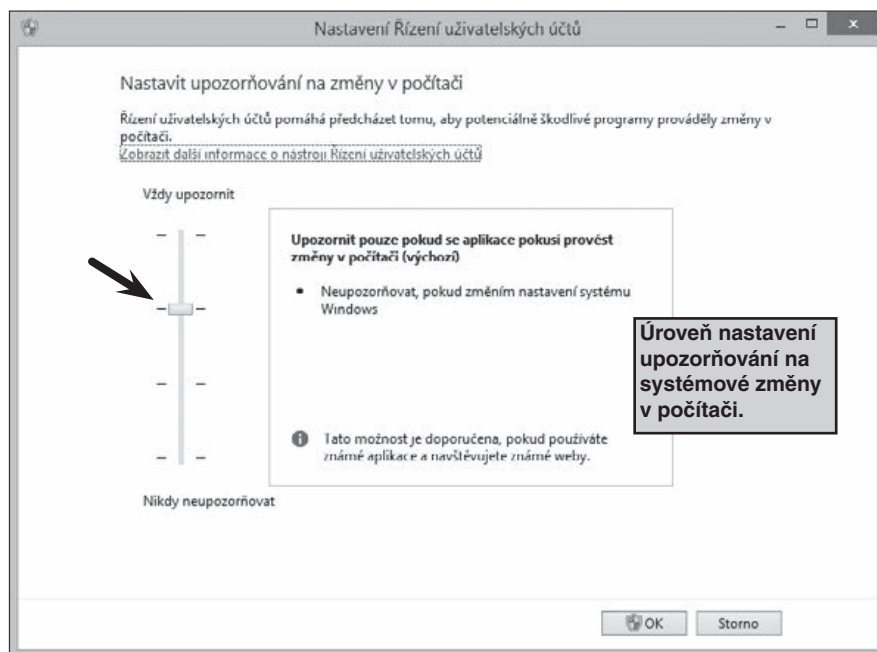 Nastavení Řízení uživatelských účtů
Nastavit upozorňování na změny v počítači
Řízení uživatelských účtů pomáhá předcházet tomu, aby potenciálně škodlivé programy prováděly změny v
počítači.
Zobrazit další informace o nástroji Řízení uživatelských účtů
Vždy upozornit
Upozornit pouze pokud se aplikace pokusí provést
změny v počítači (výchozí)
• Neupozorňovat, pokud změním nastavení systému
Windows
Úroveň nastavení
upozorňování na
systémové změny
v počítači.
Tato možnost je doporučena, pokud používáte
známé aplikace a navštěvujete známé weby.
Nikdy neupozorňovat
OK
Storno